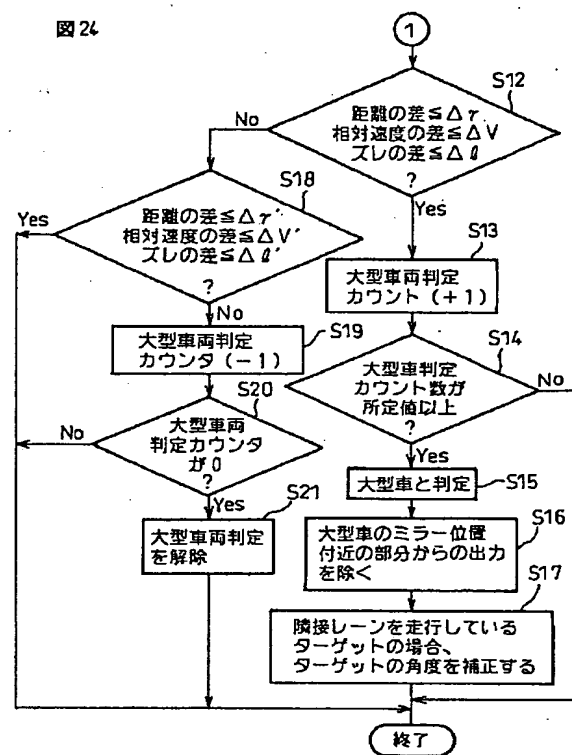 図24
1
S12
距離の差≦Δr
相対速度の差≦ΔV
ズレの差≦Δℓ
?
No
Yes
S18
距離の差≦Δr´
相対速度の差≦ΔV´
ズレの差≦Δℓ´
?
Yes
No
S13
大型車両判定
カウント(+1)
S19
大型車両判定
カウンタ(-1)
S14
大型車判定
カウント数が
所定値以上
?
No
Yes
S20
大型車両
判定カウンタ
が0
?
No
Yes
S15
大型車と判定
S21
大型車両判定
を解除
S16
大型車のミラー位置
付近の部分からの出力
を除く
S17
隣接レーンを走行している
ターゲットの場合、
ターゲットの角度を補正する
終了